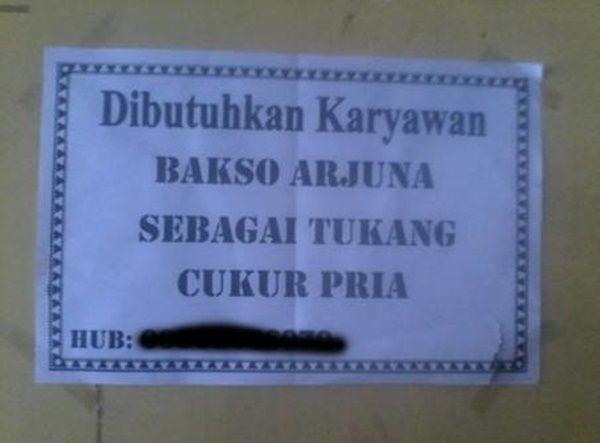 Dibutuhkan Karyawan
BAKSO ARJUNA
SEBAGAI TUKANG
CUKUR PRIA
HUB: